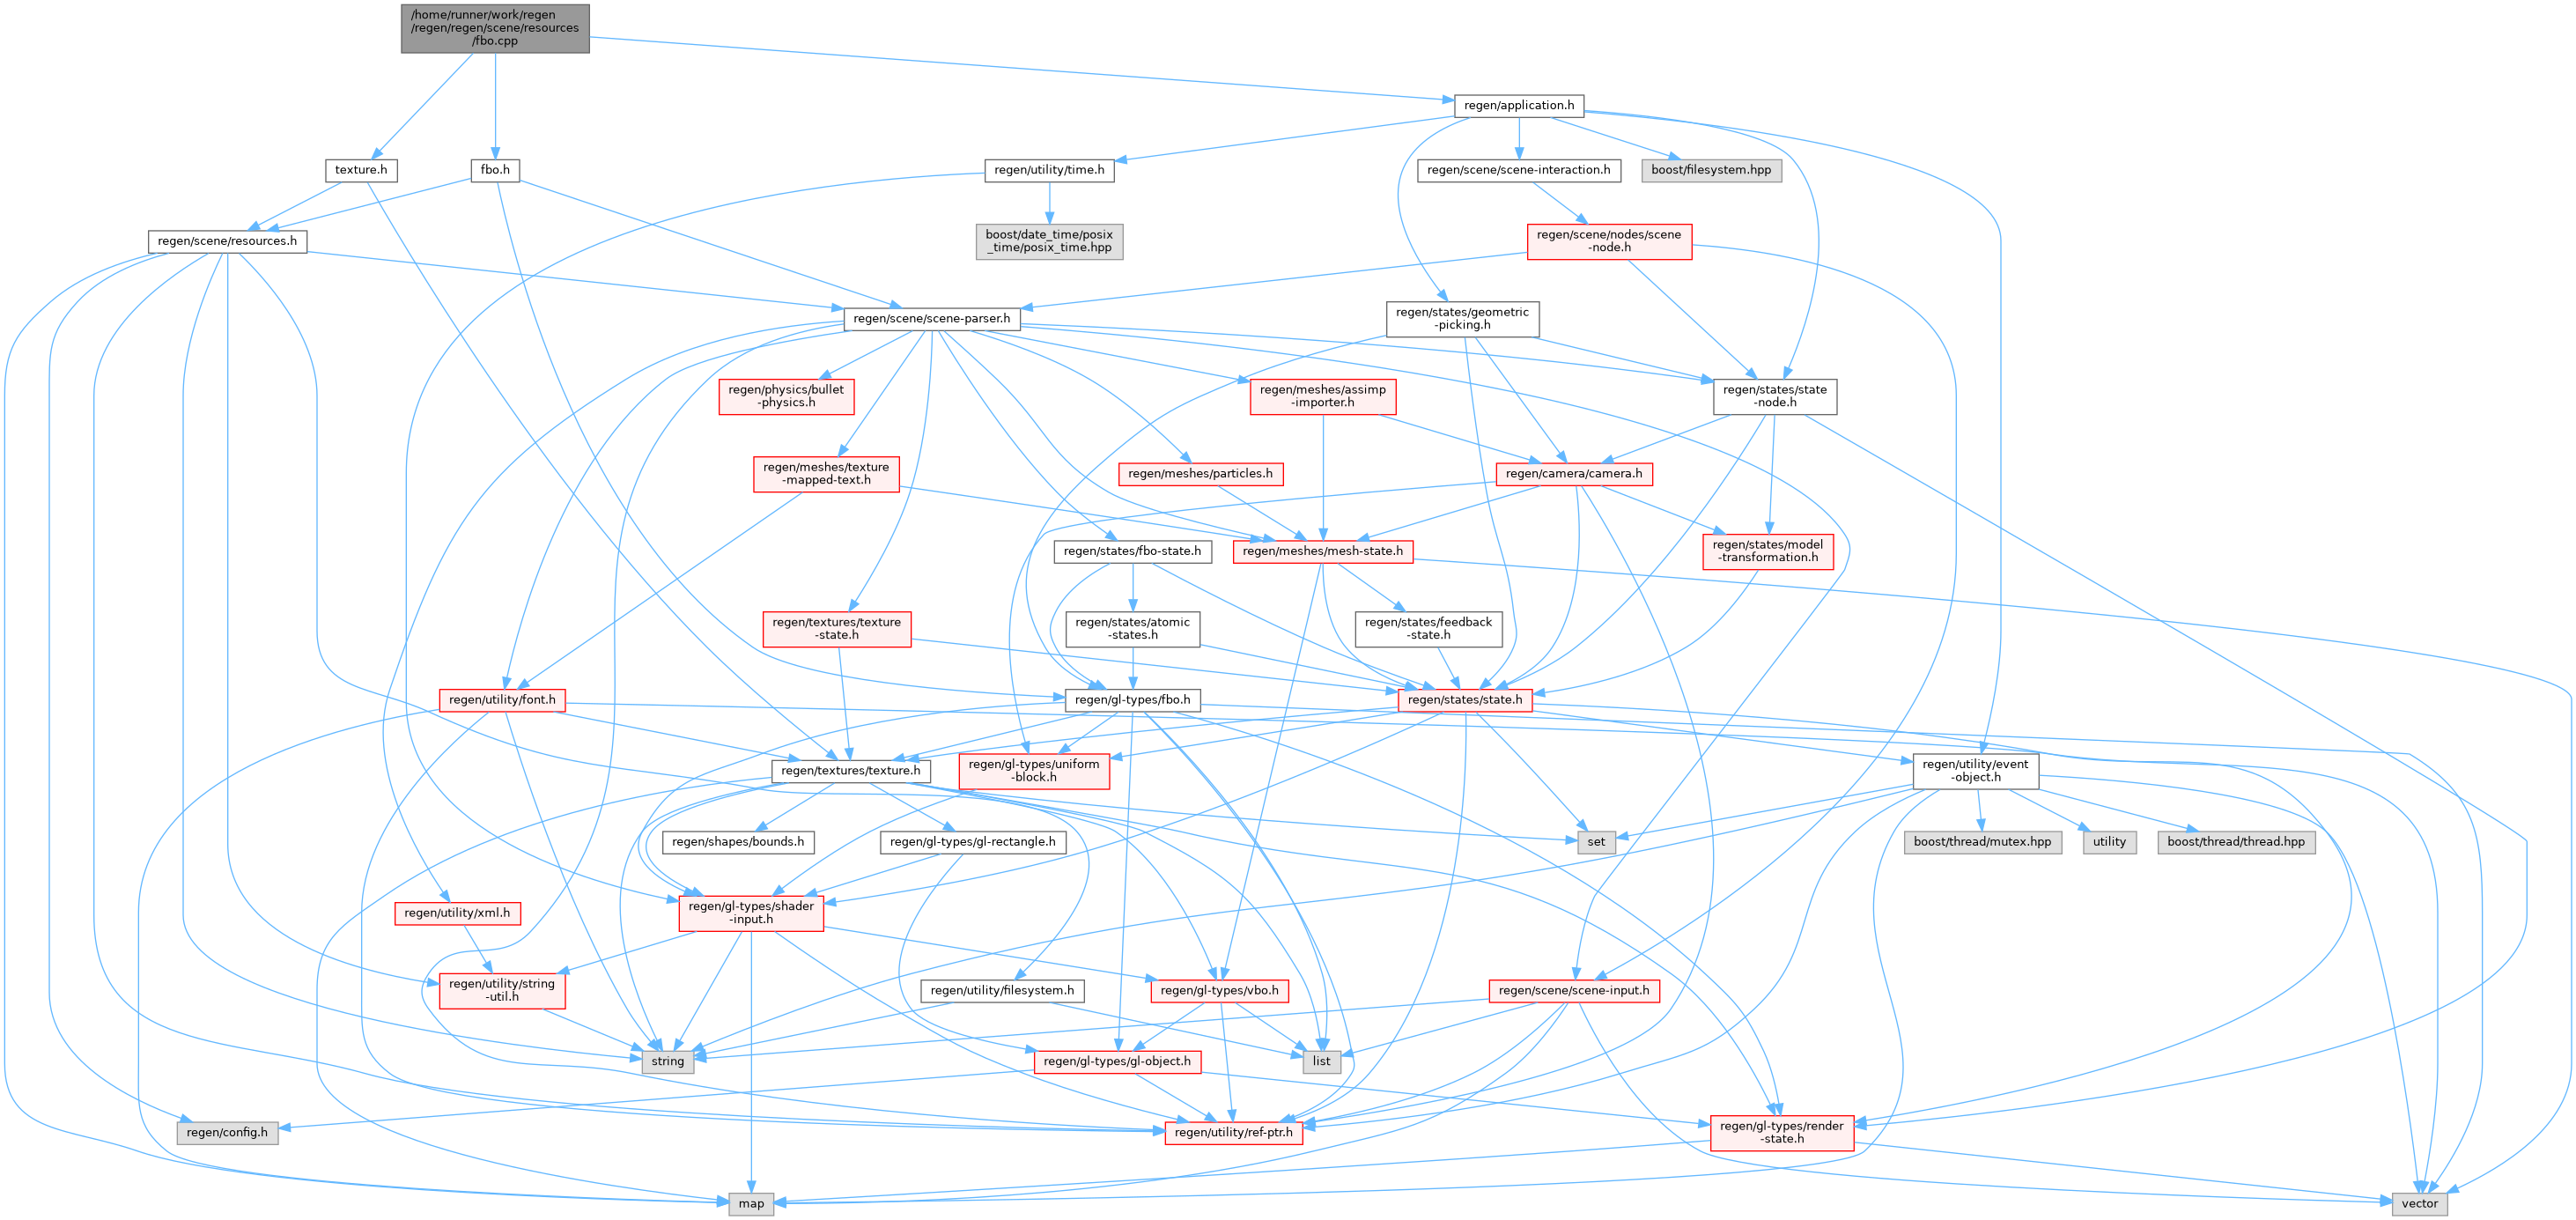 /home/runner/work/regen
/regen/regen/scene/resources
/fbo.cpp
regen/application.h
texture.h
fbo.h
regen/utility/time.h
regen/scene/scene-interaction.h
boost/filesystem.hpp
regen/scene/resources.h
boost/date_time/posix
_time/posix_time.hpp
regen/scene/nodes/scene
-node.h
regen/scene/scene-parser.h
regen/states/geometric
-picking.h
regen/physics/bullet
-physics.h
regen/meshes/assimp
-importer.h
regen/states/state
-node.h
regen/meshes/texture
-mapped-text.h
regen/meshes/particles.h
regen/camera/camera.h
regen/states/fbo-state.h
regen/meshes/mesh-state.h
regen/states/model
-transformation.h
regen/textures/texture
-state.h
regen/states/atomic
-states.h
regen/states/feedback
-state.h
regen/utility/font.h
regen/gl-types/fbo.h
regen/states/state.h
regen/textures/texture.h
regen/gl-types/uniform
-block.h
regen/utility/event
-object.h
regen/shapes/bounds.h
regen/gl-types/gl-rectangle.h
set
boost/thread/mutex.hpp
utility
boost/thread/thread.hpp
regen/utility/xml.h
regen/gl-types/shader
-input.h
regen/utility/string
-util.h
regen/utility/filesystem.h
regen/gl-types/vbo.h
regen/scene/scene-input.h
string
regen/gl-types/gl-object.h
list
regen/config.h
regen/utility/ref-ptr.h
regen/gl-types/render
-state.h
map
vector